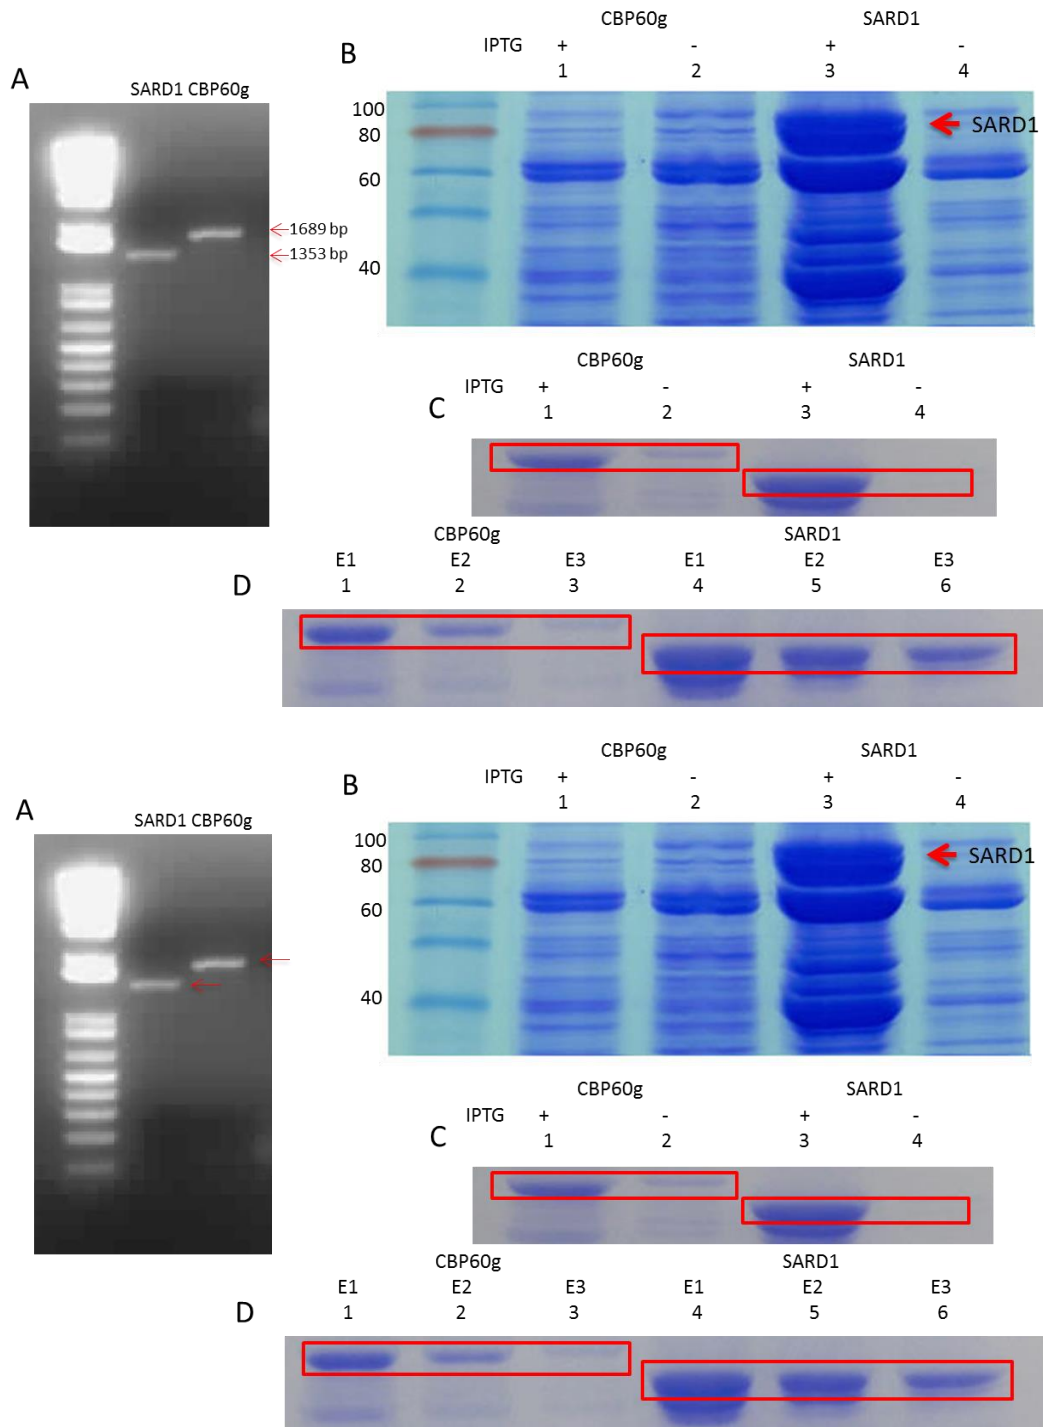 CBP60g SARD1
B IPTG + - + -
1 2 3 4
A
SARD1 CBP60g
100
80
60
40
SARD1
1689 bp
1353 bp
CBP60g SARD1
IPTG + - + -
C 1 2 3 4
CBP60g SARD1
E1 E2 E3 E1 E2 E3
D 1 2 3 4 5 6
CBP60g SARD1
B IPTG + - + -
1 2 3 4
A
SARD1 CBP60g
100
80
60
40
SARD1
CBP60g SARD1
IPTG + - + -
C 1 2 3 4
CBP60g SARD1
E1 E2 E3 E1 E2 E3
D 1 2 3 4 5 6